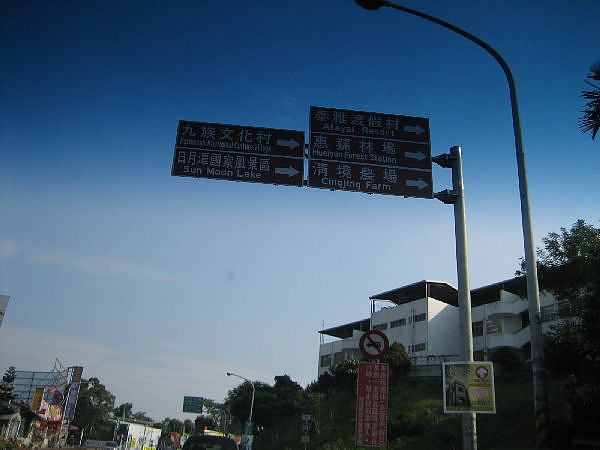 九族文化村
Formosan Aboriginal Culture Village
日月潭國家風景區
Sun Moon Lake
泰雅渡假村
Atayal Resort
惠蓀林場
Hueisun Forest Station
清境農場
Cingjing Farm